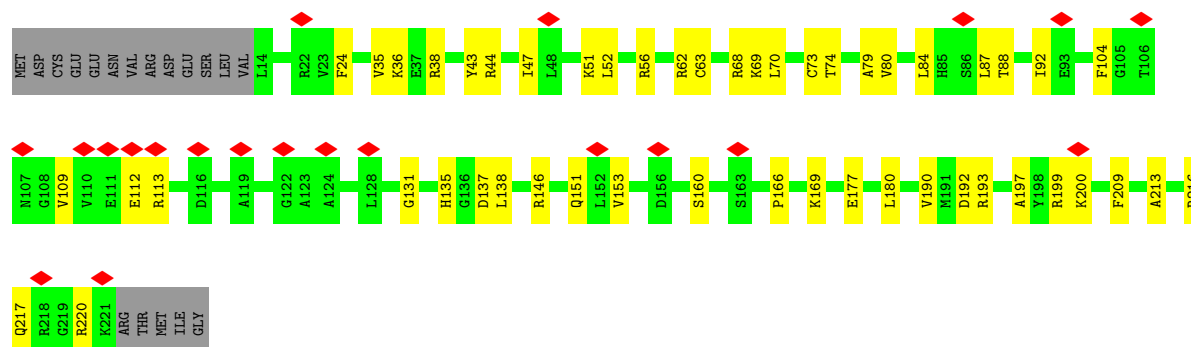 MET ASP CYS GLU GLU ASN VAL ARG ASP GLU SER LEU VAL L14 R22 V23 F24 V35 K36 E37 R38 Y43 R44 I47 L48 K51 L52 R56 R62 C63 R68 K69 L70 C73 T74 A79 V80 L84 H85 S86 L87 T88 I92 E93 F104 G105 T106
N107 G108 V109 V110 E111 E112 R113 D116 A119 G122 A123 A124 L128 G131 H135 G136 D137 L138 R146 Q151 L152 V153 D156 S160 S163 P166 K169 E177 L180 V190 M191 D192 R193 A197 Y198 R199 K200 F209 A213
Q217 R218 G219 R220 K221 ARG THR MET ILE GLY